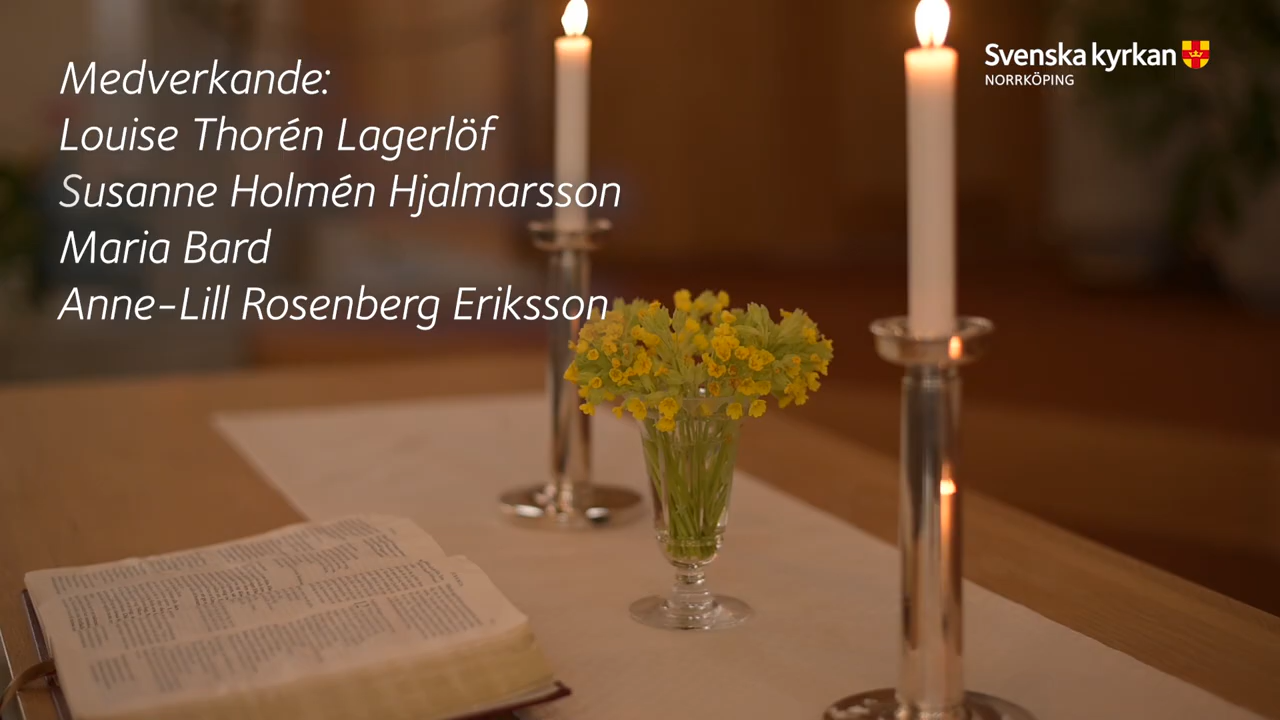 Medverkande:
Louise Thorén Lagerlöf
Susanne Holmén Hjalmarsson
Maria Bard
Anne-Lill Rosenberg Eriksson
Svenska kyrkan
NORRKÖPING